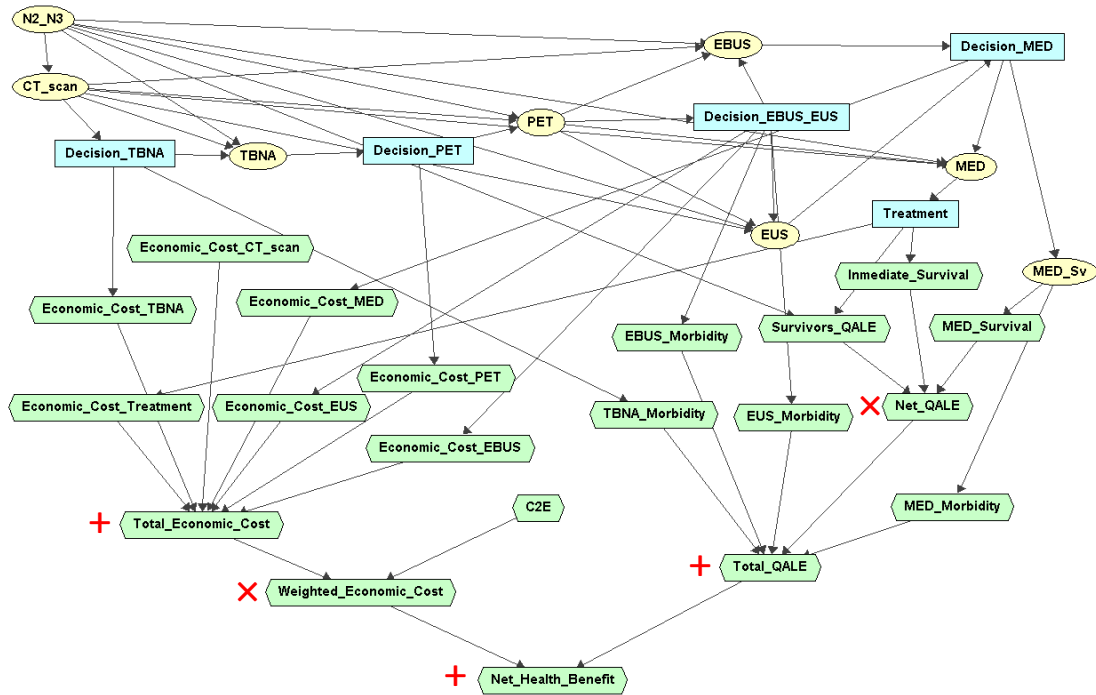 N2_N3
EBUS
Decision_MED
CT_scan
PET
Decision_EBUS_EUS
Decision_TBNA
TBNA
Decision_PET
MED
Treatment
EUS
Economic_Cost_CT_scan
Inmediate_Survival
MED_Sv
Economic_Cost_TBNA
Economic_Cost_MED
EBUS_Morbidity
Survivors_QALE
MED_Survival
Economic_Cost_PET
Economic_Cost_Treatment
Economic_Cost_EUS
TBNA_Morbidity
EUS_Morbidity
× Net_QALE
Economic_Cost_EBUS
C2E
MED_Morbidity
+ Total_Economic_Cost
+ Total_QALE
× Weighted_Economic_Cost
+ Net_Health_Benefit